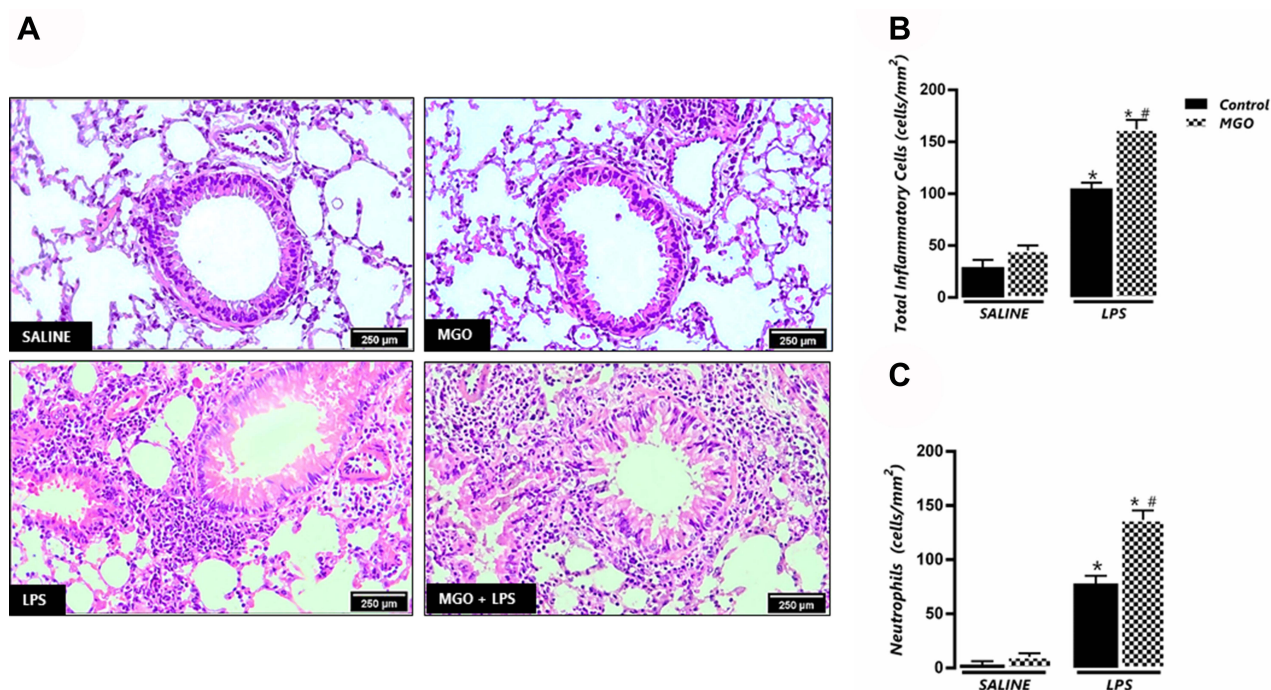 A
SALINE
250 µm
MGO
250 µm
LPS
250 µm
MGO + LPS
250 µm
B
Total Inflammatory Cells (cells/mm²)
200
150
100
50
0
*
* #
SALINE
LPS
Control
MGO
C
Neutrophils (cells/mm²)
200
150
100
50
0
*
* #
SALINE
LPS